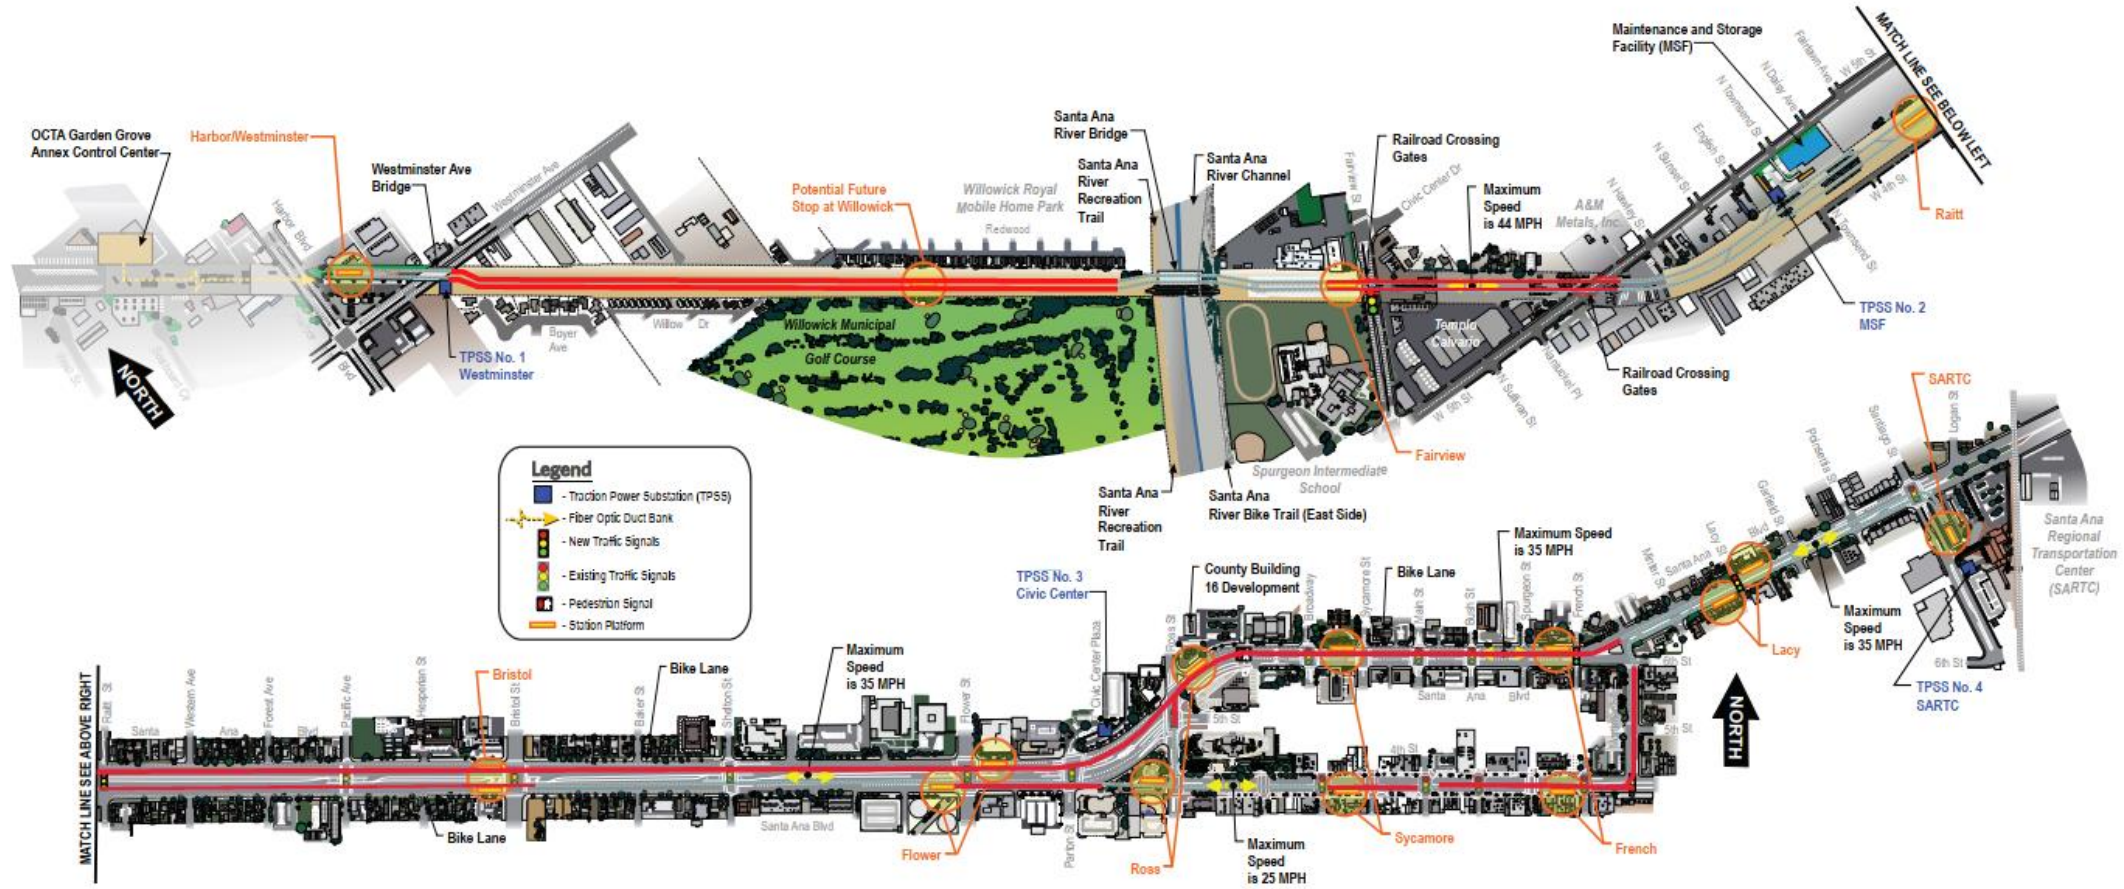 OCTA Garden Grove
Annex Control Center
Harbor/Westminster
Harbor Blvd
Westminster Ave
Bridge
Westminster Ave
Potential Future
Stop at Willowick
Willowick Royal
Mobile Home Park
Redwood
Santa Ana
River Bridge
Santa Ana
River
Recreation
Trail
Santa Ana
River Channel
Fairview St
Railroad Crossing
Gates
Civic Center Dr
Maximum
Speed
is 44 MPH
A&M
Metals, Inc.
N Hawley St
N Sunset St
English St
N Townsend St
N Daisy Ave
Fairlawn Ave
W 5th St
Maintenance and Storage
Facility (MSF)
MATCH LINE SEE BELOW LEFT
Raitt
W 4th St
N Townsend St
TPSS No. 2
MSF
NORTH
Blvd
TPSS No. 1
Westminster
Boyer
Ave
Willow Dr
Willowick Municipal
Golf Course
Templo
Calvario
W 5th St
N Sullivan St
Nantucket Pl
Railroad Crossing
Gates
Fairview
Spurgeon Intermediate
School
Santa Ana
River
Recreation
Trail
Santa Ana
River Bike Trail (East Side)
Legend
- Traction Power Substation (TPSS)
- Fiber Optic Duct Bank
- New Traffic Signals
- Existing Traffic Signals
- Pedestrian Signal
- Station Platform
SARTC
Logan St
Santiago St
Poinsettia St
Garfield St
Lacy St
Santa Ana Blvd
Minter St
Santa Ana
Regional
Transportation
Center
(SARTC)
Maximum
Speed
is 35 MPH
Lacy
6th St
TPSS No. 4
SARTC
NORTH
MATCH LINE SEE ABOVE RIGHT
Raitt St
Santa Ana Blvd
Western Ave
Forest Ave
Pacific Ave
Hesperian St
Bristol
Bristol St
Baker St
Bike Lane
Shelton St
Maximum
Speed
is 35 MPH
Flower St
TPSS No. 3
Civic Center
Civic Center Plaza
Ross St
County Building
16 Development
Broadway
Sycamore St
Bike Lane
Main St
Bush St
Maximum Speed
is 35 MPH
Spurgeon St
French St
6th St
5th St
Santa Ana Blvd
5th St
4th St
Bike Lane
Santa Ana Blvd
Flower
Parton St
Ross
Maximum
Speed
is 25 MPH
Sycamore
French